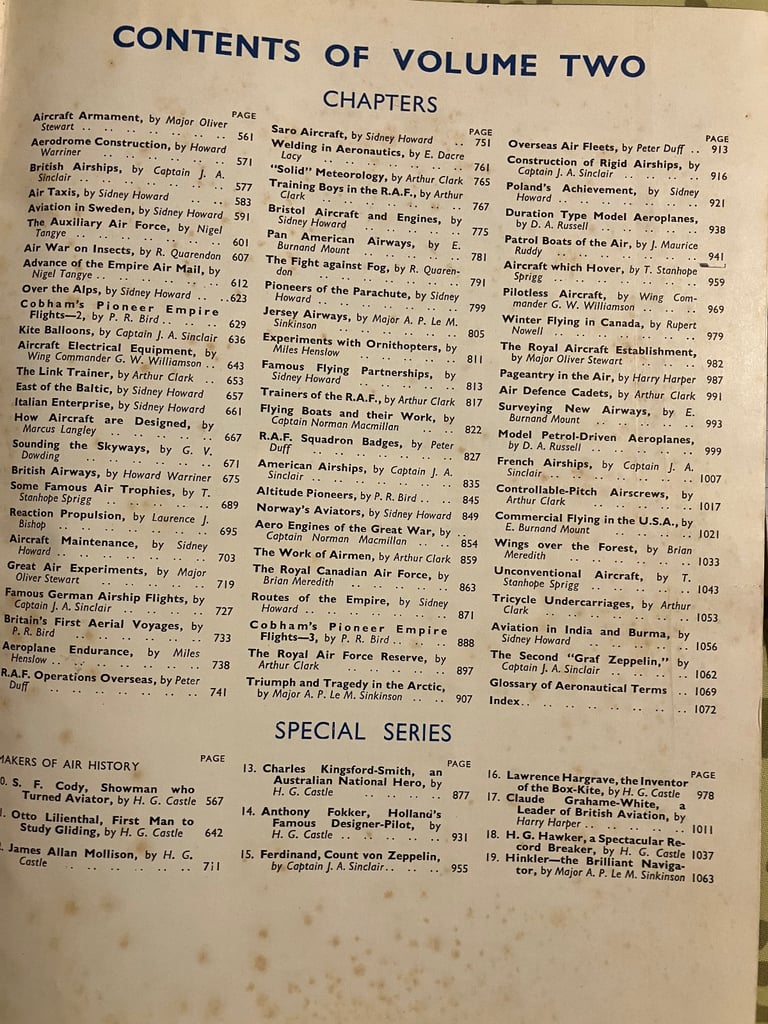 CONTENTS OF VOLUME TWO
CHAPTERS
PAGE
Aircraft Armament, by Major Oliver
Stewart .. .. .. .. .. .. .. 561
Aerodrome Construction, by Howard
Warriner .. .. .. .. .. .. 571
British Airships, by Captain J. A.
Sinclair .. .. .. .. .. .. .. 577
Air Taxis, by Sidney Howard .. .. 583
Aviation in Sweden, by Sidney Howard 591
The Auxiliary Air Force, by Nigel
Tangye .. .. .. .. .. .. .. 601
Air War on Insects, by R. Quarendon 607
Advance of the Empire Air Mail, by
Nigel Tangye .. .. .. .. .. .. 612
Over the Alps, by Sidney Howard .. ..623
Cobham's Pioneer Empire
Flights—2, by P. R. Bird .. .. .. 629
Kite Balloons, by Captain J. A. Sinclair 636
Aircraft Electrical Equipment, by
Wing Commander G. W. Williamson .. 643
The Link Trainer, by Arthur Clark .. 653
East of the Baltic, by Sidney Howard 657
Italian Enterprise, by Sidney Howard 661
How Aircraft are Designed, by
Marcus Langley .. .. .. .. .. 667
Sounding the Skyways, by G. V.
Dowding .. .. .. .. .. .. .. 671
British Airways, by Howard Warriner 675
Some Famous Air Trophies, by T.
Stanhope Sprigg .. .. .. .. .. 689
Reaction Propulsion, by Laurence J.
Bishop .. .. .. .. .. .. .. 695
Aircraft Maintenance, by Sidney
Howard .. .. .. .. .. .. .. 703
Great Air Experiments, by Major
Oliver Stewart .. .. .. .. .. 719
Famous German Airship Flights, by
Captain J. A. Sinclair .. .. .. .. 727
Britain's First Aerial Voyages, by
P. R. Bird .. .. .. .. .. .. 733
Aeroplane Endurance, by Miles
Henslow .. .. .. .. .. .. .. 738
R.A.F. Operations Overseas, by Peter
Duff .. .. .. .. .. .. .. 741
PAGE
Saro Aircraft, by Sidney Howard .. 751
Welding in Aeronautics, by E. Dacre
Lacy .. .. .. .. .. .. .. 761
"Solid" Meteorology, by Arthur Clark 765
Training Boys in the R.A.F., by Arthur
Clark .. .. .. .. .. .. .. 767
Bristol Aircraft and Engines, by
Sidney Howard .. .. .. .. .. 775
Pan American Airways, by E.
Burnand Mount .. .. .. .. .. 781
The Fight against Fog, by R. Quaren-
don .. .. .. .. .. .. .. 791
Pioneers of the Parachute, by Sidney
Howard .. .. .. .. .. .. .. 799
Jersey Airways, by Major A. P. Le M.
Sinkinson .. .. .. .. .. .. 805
Experiments with Ornithopters, by
Miles Henslow .. .. .. .. .. 811
Famous Flying Partnerships, by
Sidney Howard .. .. .. .. .. 813
Trainers of the R.A.F., by Arthur Clark 817
Flying Boats and their Work, by
Captain Norman Macmillan .. .. 822
R.A.F. Squadron Badges, by Peter
Duff .. .. .. .. .. .. .. 827
American Airships, by Captain J. A.
Sinclair .. .. .. .. .. .. .. 835
Altitude Pioneers, by P. R. Bird .. .. 845
Norway's Aviators, by Sidney Howard 849
Aero Engines of the Great War, by ..
Captain Norman Macmillan .. .. 854
The Work of Airmen, by Arthur Clark 859
The Royal Canadian Air Force, by
Brian Meredith .. .. .. .. .. 863
Routes of the Empire, by Sidney
Howard .. .. .. .. .. .. .. 871
Cobham's Pioneer Empire
Flights—3, by P. R. Bird .. .. .. 888
The Royal Air Force Reserve, by
Arthur Clark .. .. .. .. .. .. 897
Triumph and Tragedy in the Arctic,
by Major A. P. Le M. Sinkinson .. .. 907
PAGE
Overseas Air Fleets, by Peter Duff .. 913
Construction of Rigid Airships, by
Captain J. A. Sinclair .. .. .. .. 916
Poland's Achievement, by Sidney
Howard .. .. .. .. .. .. .. 921
Duration Type Model Aeroplanes,
by D. A. Russell .. .. .. .. .. 938
Patrol Boats of the Air, by J. Maurice
Ruddy .. .. .. .. .. .. .. 941
Aircraft which Hover, by T. Stanhope
Sprigg .. .. .. .. .. .. .. 959
Pilotless Aircraft, by Wing Com-
mander G. W. Williamson .. .. .. 969
Winter Flying in Canada, by Rupert
Nowell .. .. .. .. .. .. .. 979
The Royal Aircraft Establishment,
by Major Oliver Stewart .. .. .. 982
Pageantry in the Air, by Harry Harper 987
Air Defence Cadets, by Arthur Clark 991
Surveying New Airways, by E.
Burnand Mount .. .. .. .. .. 993
Model Petrol-Driven Aeroplanes,
by D. A. Russell .. .. .. .. .. 999
French Airships, by Captain J. A.
Sinclair .. .. .. .. .. .. .. 1007
Controllable-Pitch Airscrews, by
Arthur Clark .. .. .. .. .. .. 1017
Commercial Flying in the U.S.A., by
E. Burnand Mount .. .. .. .. .. 1021
Wings over the Forest, by Brian
Meredith .. .. .. .. .. .. 1033
Unconventional Aircraft, by T.
Stanhope Sprigg .. .. .. .. .. 1043
Tricycle Undercarriages, by Arthur
Clark .. .. .. .. .. .. .. 1053
Aviation in India and Burma, by
Sidney Howard .. .. .. .. .. 1056
The Second "Graf Zeppelin," by
Captain J. A. Sinclair .. .. .. .. 1062
Glossary of Aeronautical Terms .. 1069
Index.. .. .. .. .. .. .. .. 1072
SPECIAL SERIES
MAKERS OF AIR HISTORY
PAGE
0. S. F. Cody, Showman who
Turned Aviator, by H. G. Castle 567
. Otto Lilienthal, First Man to
Study Gliding, by H. G. Castle 642
. James Allan Mollison, by H. G.
Castle .. .. .. .. .. .. 711
PAGE
13. Charles Kingsford-Smith, an
Australian National Hero, by
H. G. Castle .. .. .. .. 877
14. Anthony Fokker, Holland's
Famous Designer-Pilot, by
H. G. Castle .. .. .. .. .. 931
15. Ferdinand, Count von Zeppelin,
by Captain J. A. Sinclair.. .. .. 955
PAGE
16. Lawrence Hargrave, the Inventor
of the Box-Kite, by H. G. Castle 978
17. Claude Grahame-White, a
Leader of British Aviation, by
Harry Harper .. .. .. .. .. 1011
18. H. G. Hawker, a Spectacular Re-
cord Breaker, by H. G. Castle 1037
19. Hinkler—the Brilliant Naviga-
tor, by Major A. P. Le M. Sinkinson 1063